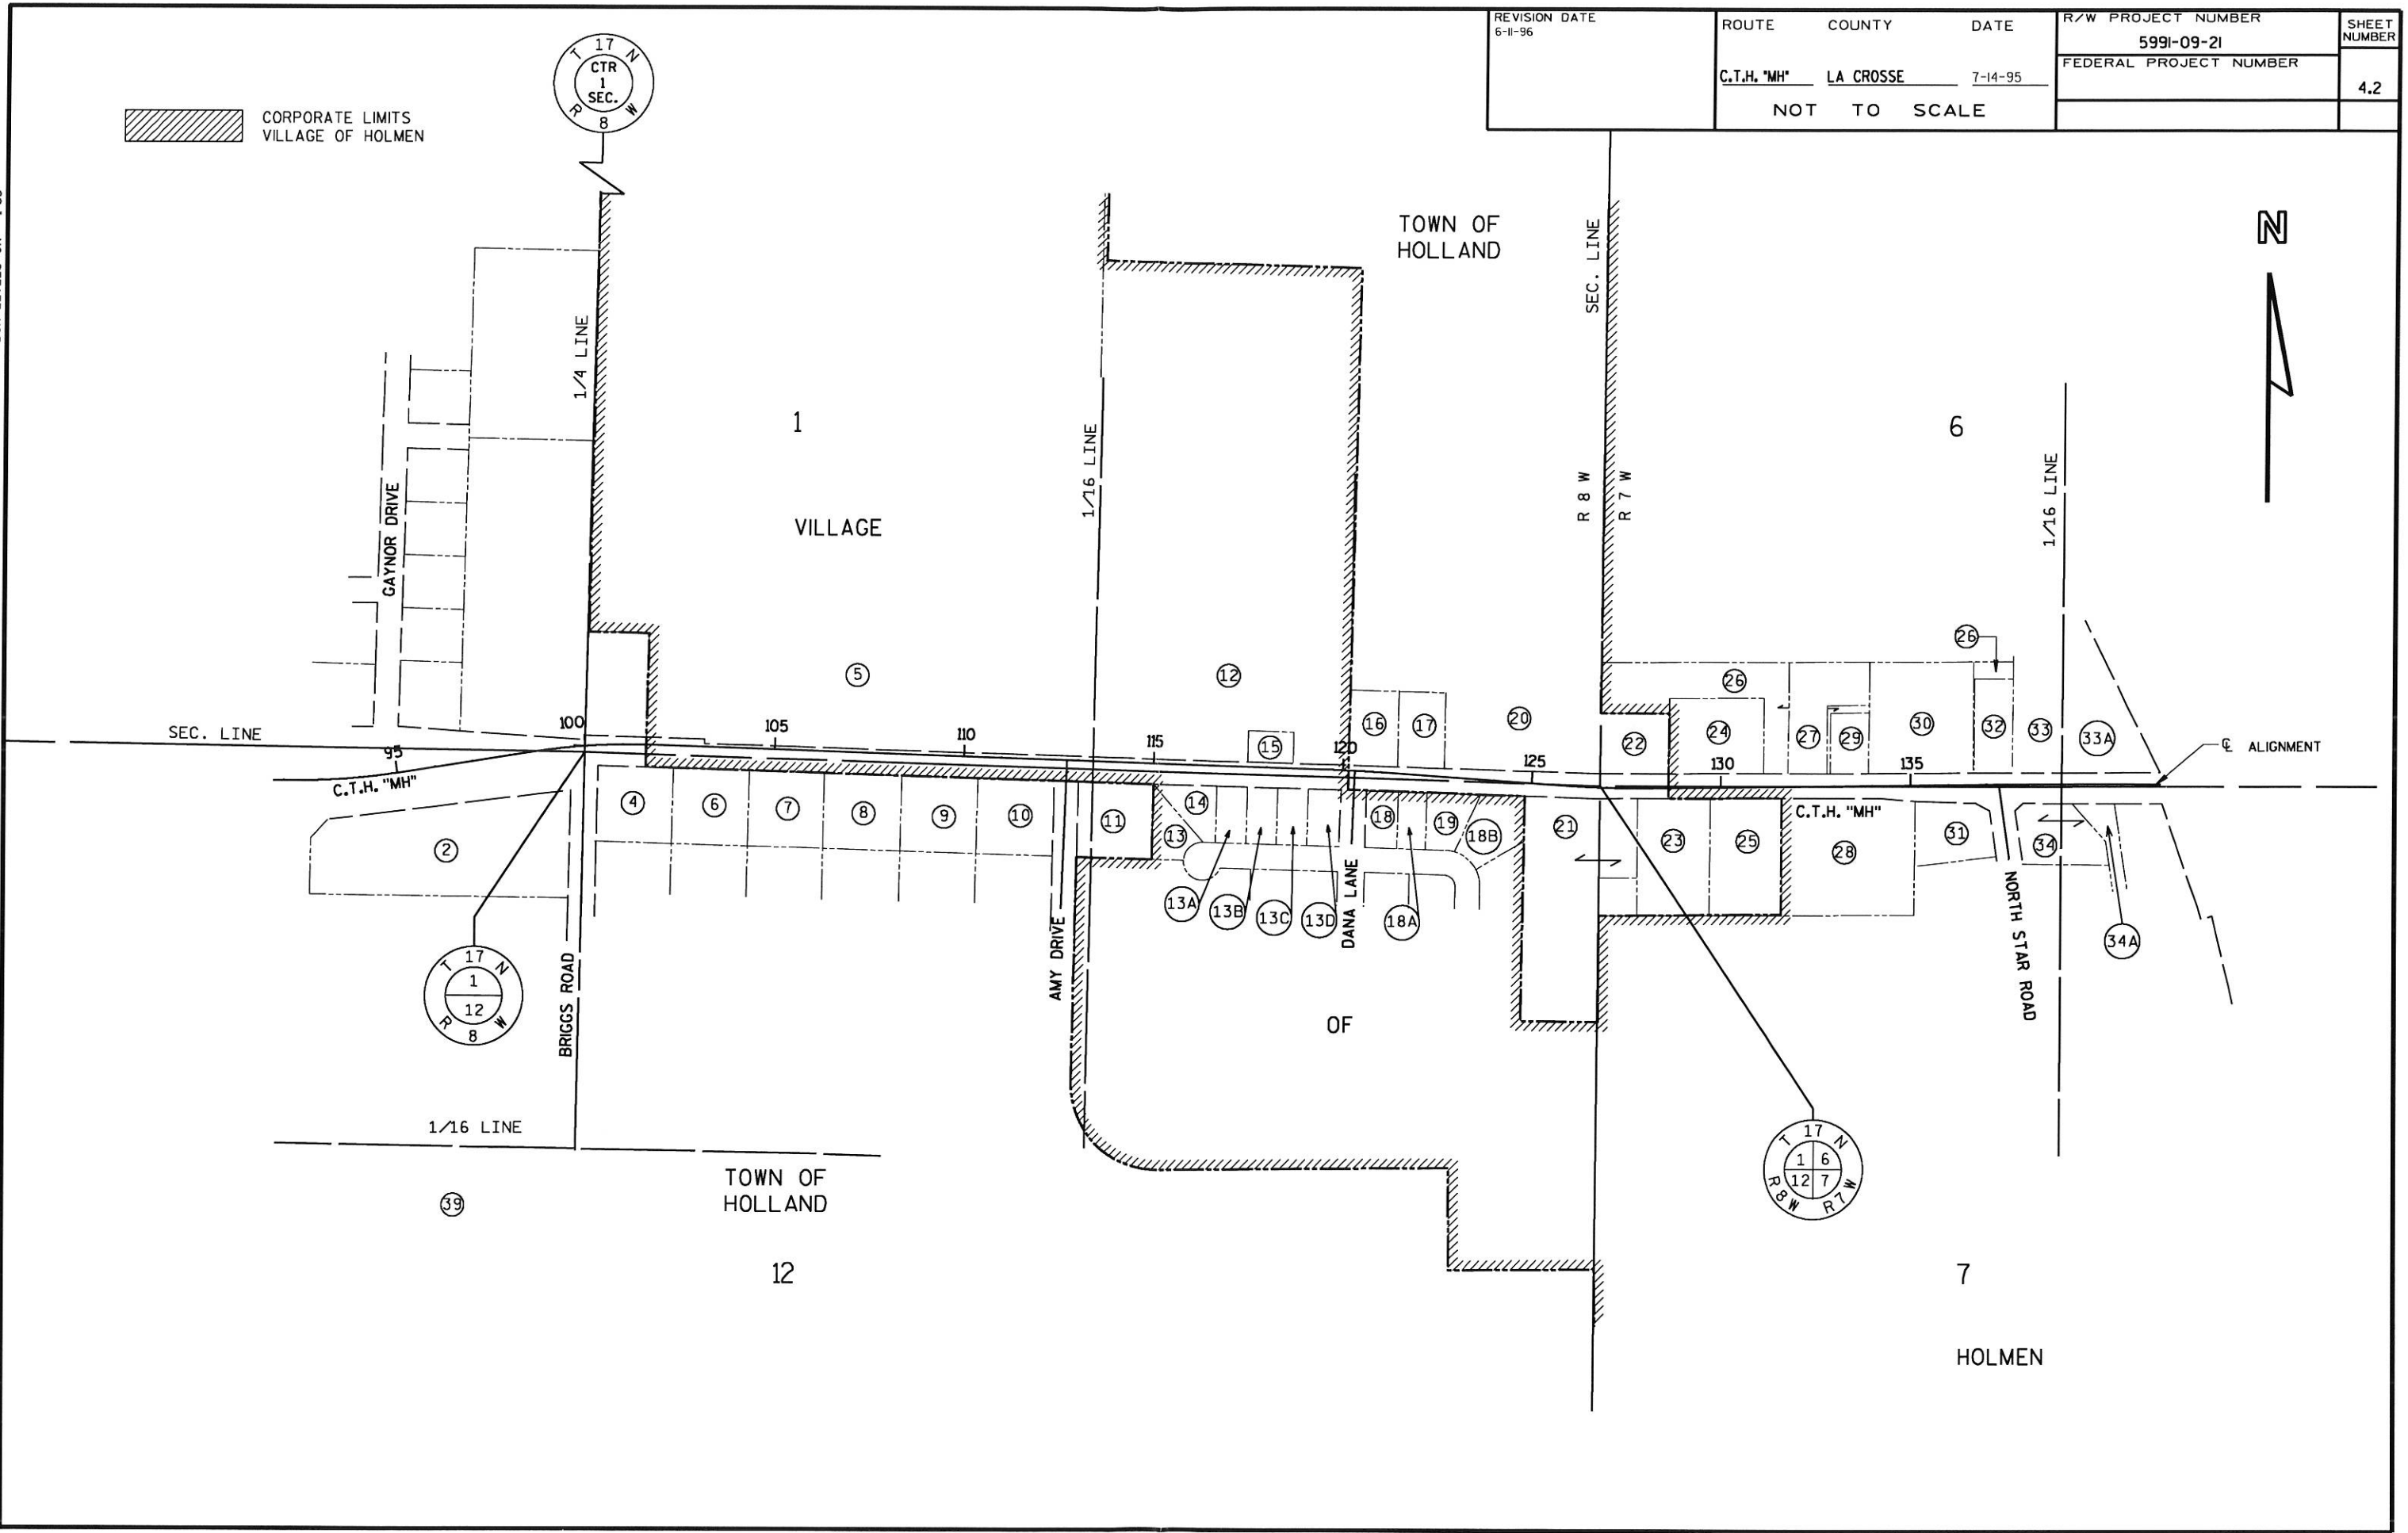 REVISION DATE
6-11-96
ROUTE COUNTY DATE
C.T.H. "MH" LA CROSSE 7-14-95
NOT TO SCALE
R/W PROJECT NUMBER
5991-09-21
FEDERAL PROJECT NUMBER
SHEET
NUMBER
4.2
T 17 N
CTR
1
SEC.
R 8 W
CORPORATE LIMITS
VILLAGE OF HOLMEN
TOWN OF
HOLLAND
N
SEC. LINE
1/4 LINE
1/16 LINE
1
6
R 8 W
R 7 W
1/16 LINE
GAYNOR DRIVE
VILLAGE
26
5
12
26
16
17
20
22
24
27
29
30
32
33
33A
15
SEC. LINE
95
100
105
110
115
120
125
130
135
℄ ALIGNMENT
C.T.H. "MH"
C.T.H. "MH"
2
4
6
7
8
9
10
11
13
14
18
19
18B
21
23
25
28
31
34
13A
13B
13C
13D
18A
34A
BRIGGS ROAD
AMY DRIVE
DANA LANE
NORTH STAR ROAD
T 17 N
1
12
R 8 W
OF
1/16 LINE
TOWN OF
HOLLAND
39
T 17 N
1 6
12 7
R8W R7W
12
7
HOLMEN